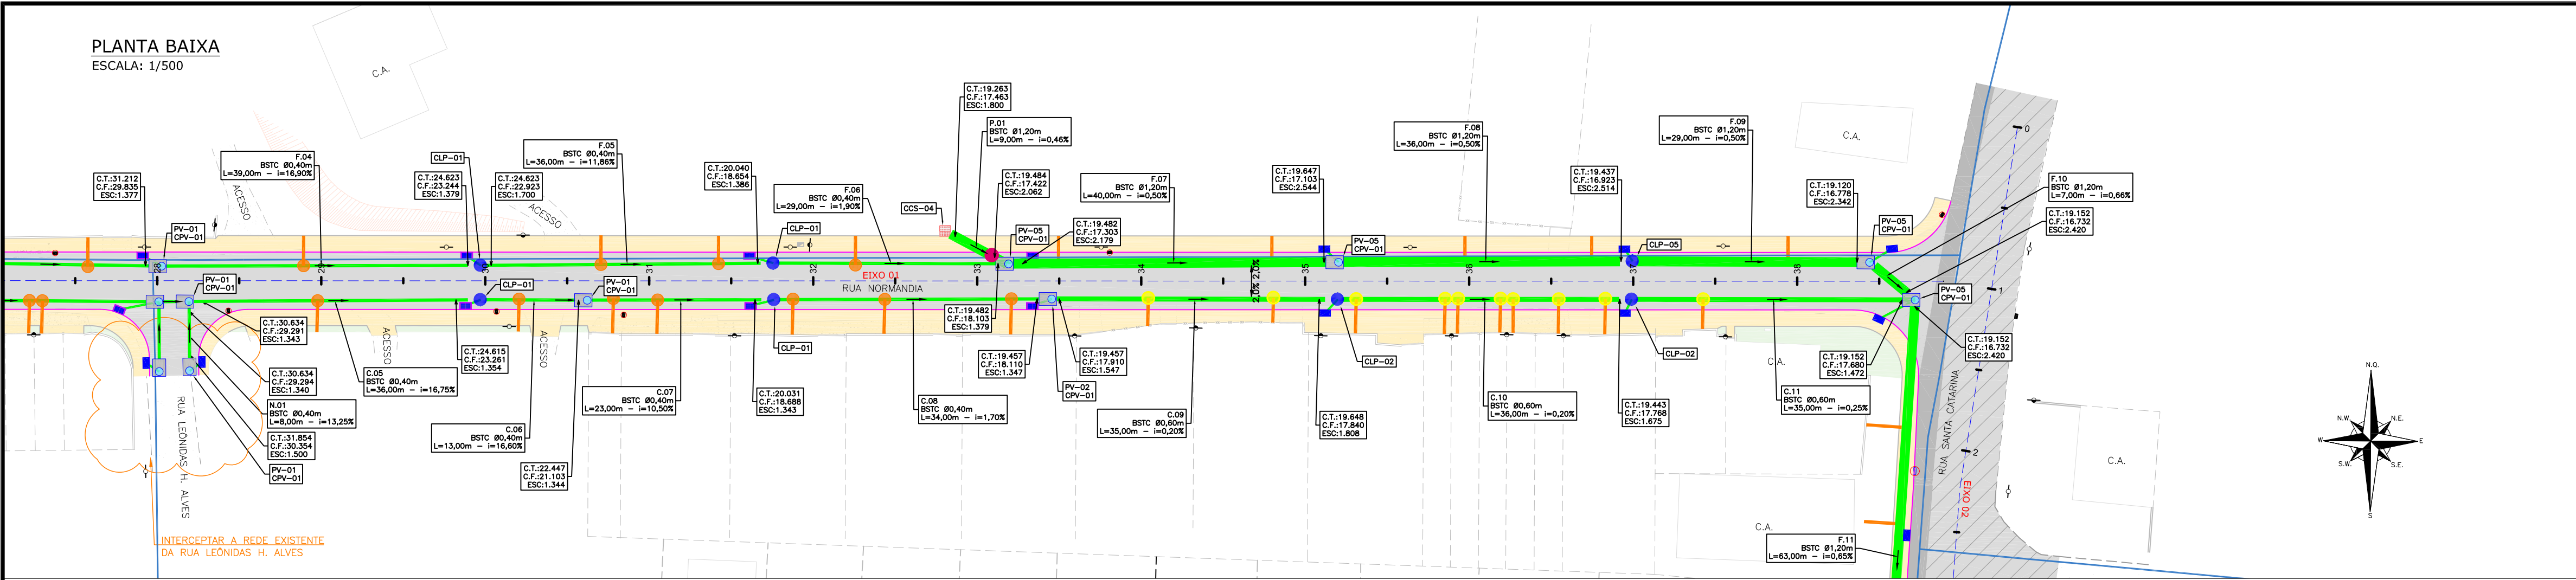 PLANTA BAIXA
ESCALA: 1/500
C.A.
ACESSO
ACESSO
C.T.:31.212
C.F.:29.835
ESC:1.377
F.04
BSTC Ø0,40m
L=39,00m - i=16,90%
PV-01
CPV-01
CLP-01
C.T.:24.623
C.F.:23.244
ESC:1.379
C.T.:24.623
C.F.:22.923
ESC:1.700
F.05
BSTC Ø0,40m
L=36,00m - i=11,86%
C.T.:20.040
C.F.:18.654
ESC:1.386
F.06
BSTC Ø0,40m
L=29,00m - i=1,90%
CLP-01
CCS-04
C.T.:19.263
C.F.:17.463
ESC:1.800
P.01
BSTC Ø1,20m
L=9,00m - i=0,46%
C.T.:19.484
C.F.:17.422
ESC:2.062
PV-05
CPV-01
C.T.:19.482
C.F.:17.303
ESC:2.179
F.07
BSTC Ø1,20m
L=40,00m - i=0,50%
C.T.:19.647
C.F.:17.103
ESC:2.544
PV-05
CPV-01
F.08
BSTC Ø1,20m
L=36,00m - i=0,50%
C.T.:19.437
C.F.:16.923
ESC:2.514
CLP-05
F.09
BSTC Ø1,20m
L=29,00m - i=0,50%
C.A.
C.T.:19.120
C.F.:16.778
ESC:2.342
PV-05
CPV-01
F.10
BSTC Ø1,20m
L=7,00m - i=0,66%
C.T.:19.152
C.F.:16.732
ESC:2.420
0
28
29
30
31
32
33
34
35
36
37
38
EIXO 01
RUA NORMANDIA
2,0%
2,0%
PV-01
CPV-01
CLP-01
PV-01
CPV-01
PV-05
CPV-01
1
C.T.:30.634
C.F.:29.291
ESC:1.343
ACESSO
ACESSO
C.T.:24.615
C.F.:23.261
ESC:1.354
CLP-01
C.T.:19.482
C.F.:18.103
ESC:1.379
C.T.:19.457
C.F.:18.110
ESC:1.347
C.T.:19.457
C.F.:17.910
ESC:1.547
PV-02
CPV-01
CLP-02
CLP-02
C.A.
C.T.:19.152
C.F.:17.680
ESC:1.472
C.T.:19.152
C.F.:16.732
ESC:2.420
C.T.:30.634
C.F.:29.294
ESC:1.340
C.05
BSTC Ø0,40m
L=36,00m - i=16,75%
N.01
BSTC Ø0,40m
L=8,00m - i=13,25%
C.T.:31.854
C.F.:30.354
ESC:1.500
PV-01
CPV-01
C.06
BSTC Ø0,40m
L=13,00m - i=16,60%
C.T.:22.447
C.F.:21.103
ESC:1.344
C.07
BSTC Ø0,40m
L=23,00m - i=10,50%
C.T.:20.031
C.F.:18.688
ESC:1.343
C.08
BSTC Ø0,40m
L=34,00m - i=1,70%
C.09
BSTC Ø0,60m
L=35,00m - i=0,20%
C.T.:19.648
C.F.:17.840
ESC:1.808
C.10
BSTC Ø0,60m
L=36,00m - i=0,20%
C.T.:19.443
C.F.:17.768
ESC:1.675
C.11
BSTC Ø0,60m
L=35,00m - i=0,25%
RUA LEÔNIDAS H. ALVES
INTERCEPTAR A REDE EXISTENTE
DA RUA LEÔNIDAS H. ALVES
RUA SANTA CATARINA
2
EIXO 02
C.A.
C.A.
F.11
BSTC Ø1,20m
L=63,00m - i=0,65%
N.O.
N.W.
N.E.
W
E
S.W.
S.E.
S